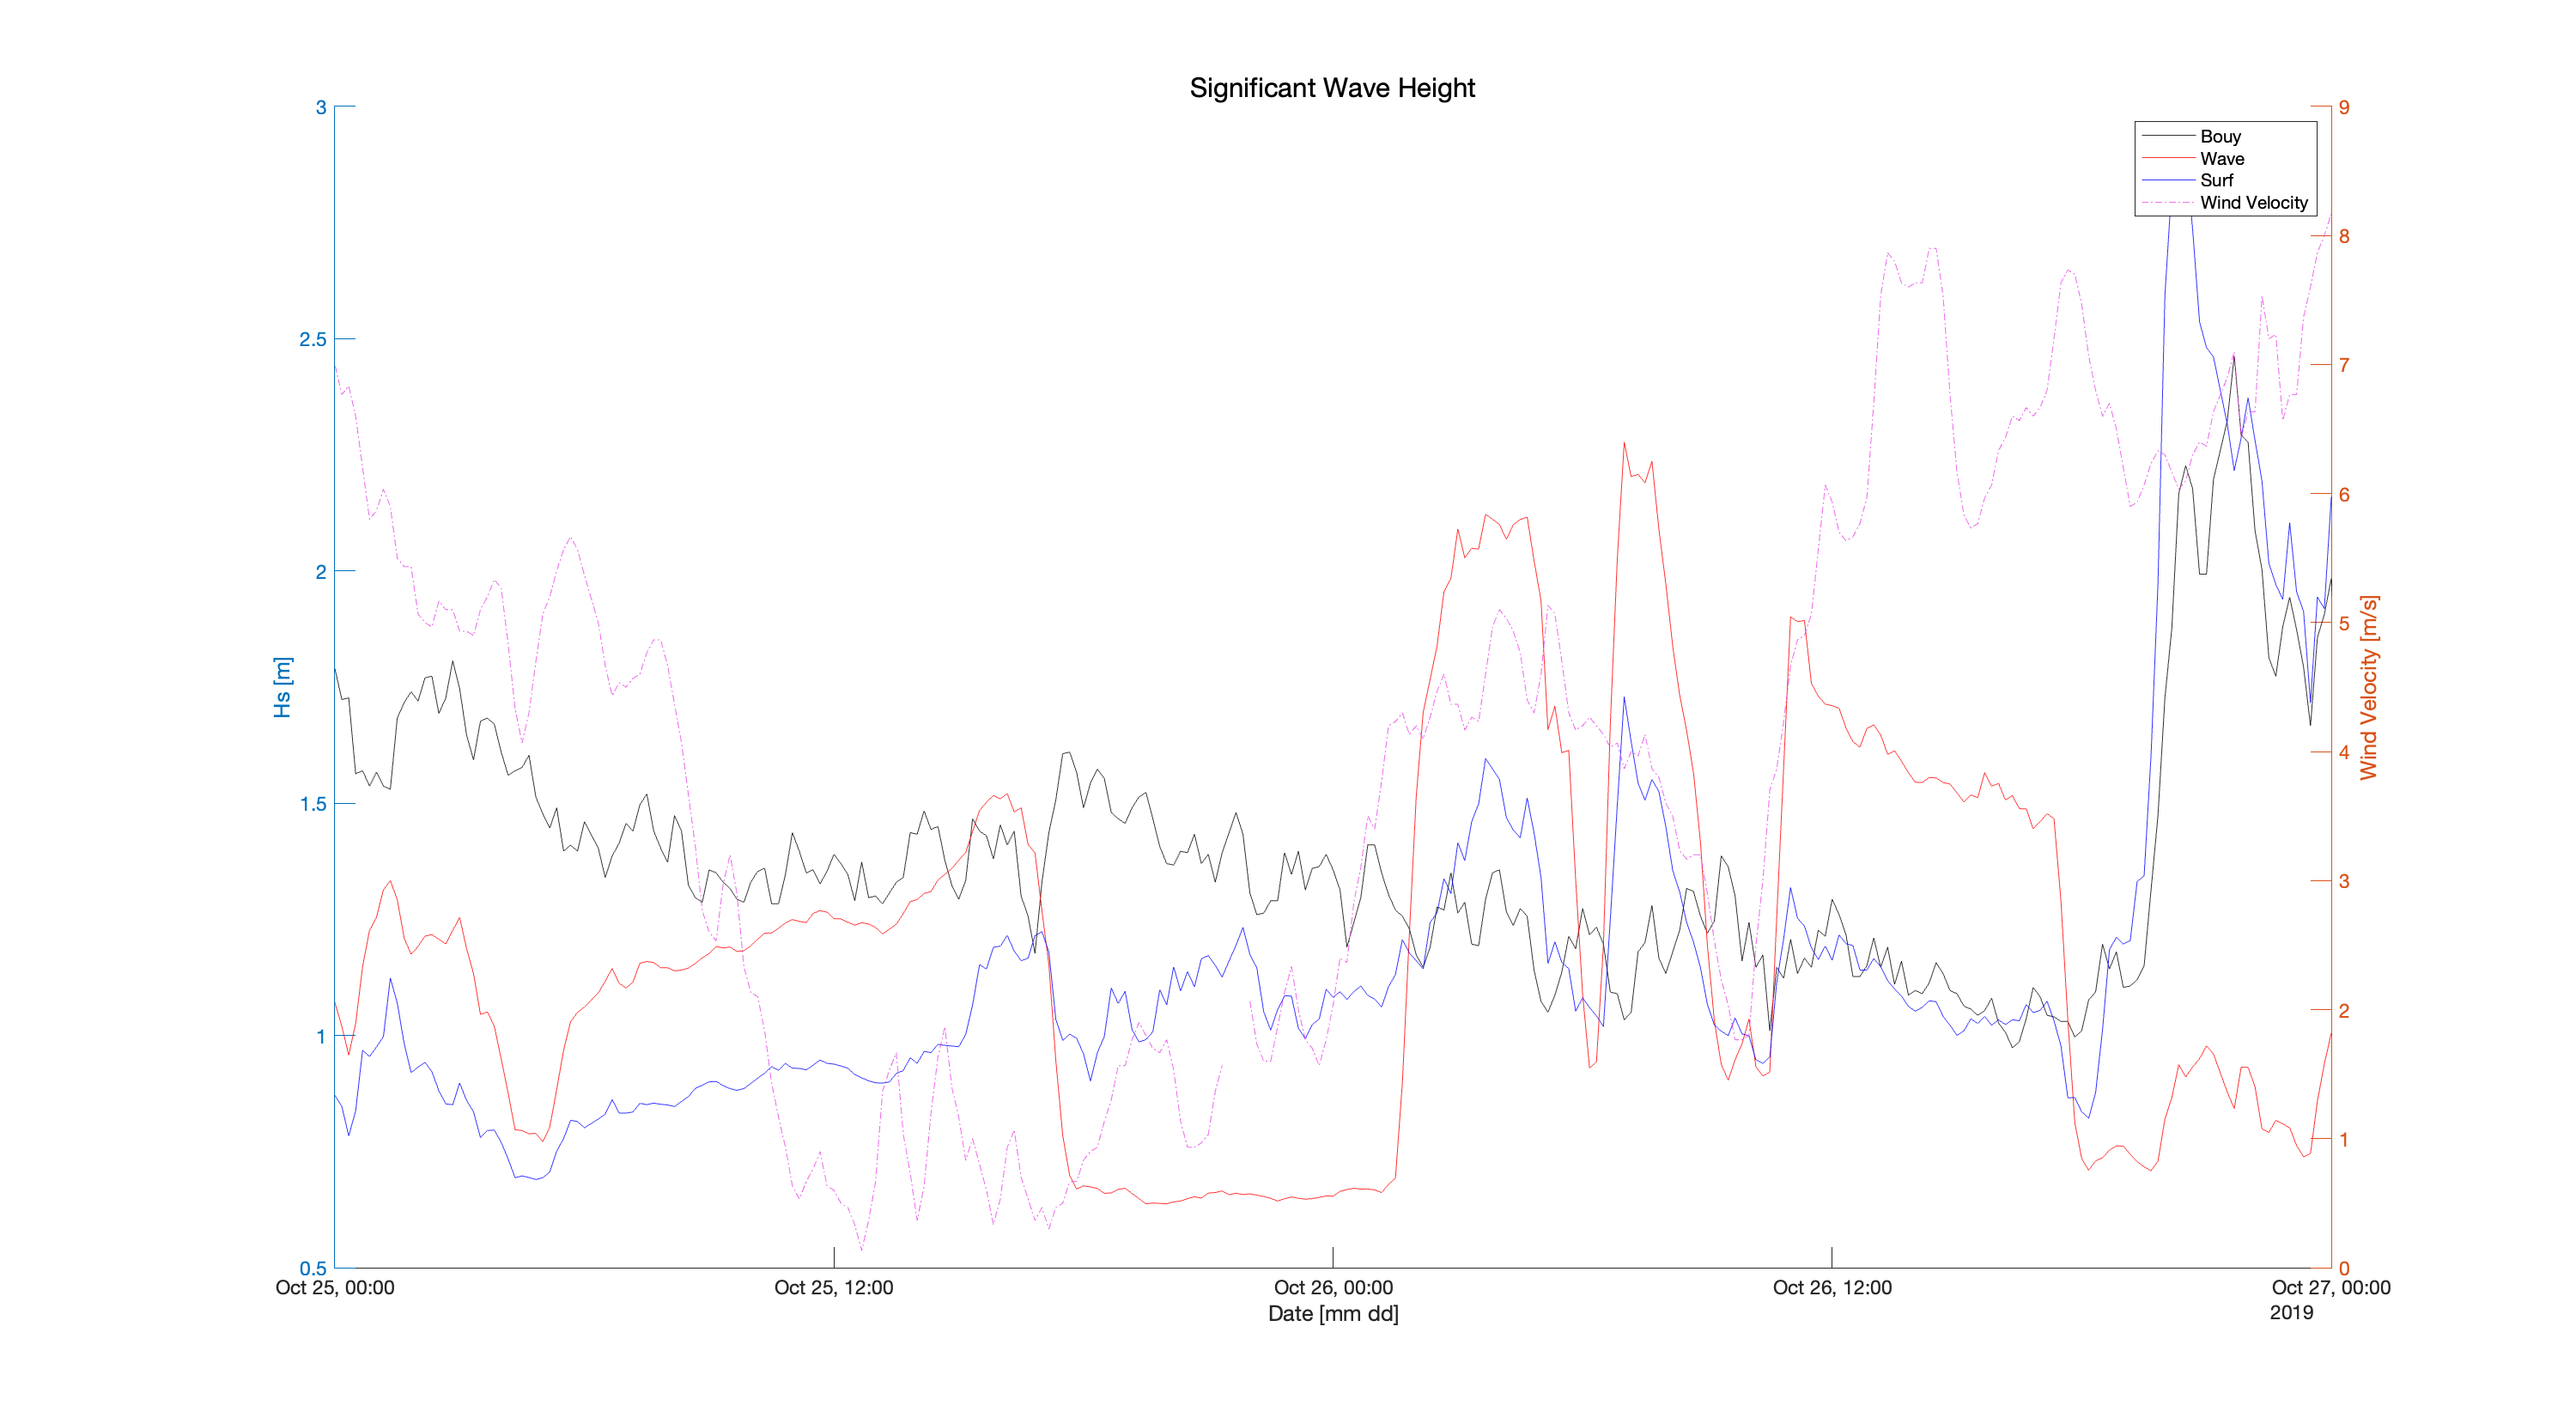 Significant Wave Height
3
2.5
2
1.5
1
0.5
Hs [m]
9
8
7
6
5
4
3
2
1
0
Wind Velocity [m/s]
Bouy
Wave
Surf
Wind Velocity
Oct 25, 00:00
Oct 25, 12:00
Oct 26, 00:00
Oct 26, 12:00
Oct 27, 00:00
2019
Date [mm dd]